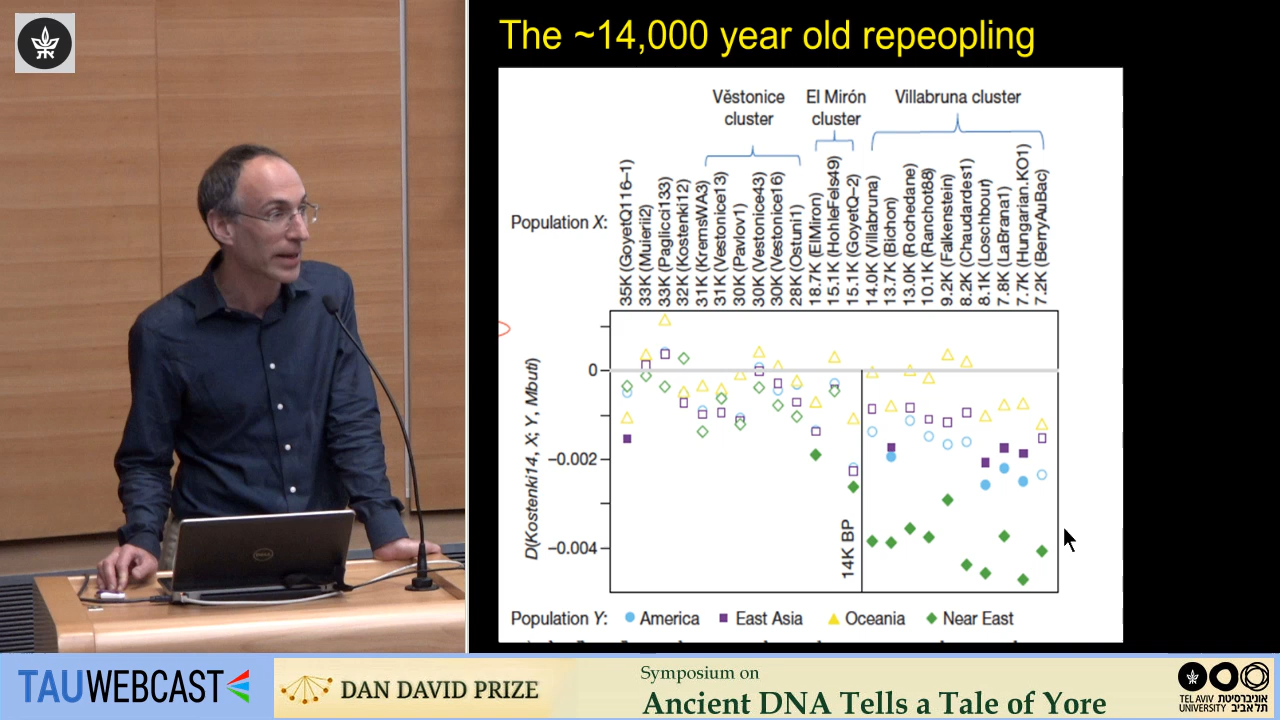 The ~14,000 year old repeopling
Věstonice
cluster
El Mirón
cluster
Villabruna cluster
Population X:
35K (GoyetQ116–1)
33K (Muierii2)
33K (Paglicci133)
32K (Kostenki12)
31K (KremsWA3)
31K (Vestonice13)
30K (Pavlov1)
30K (Vestonice43)
30K (Vestonice16)
28K (Ostuni1)
18.7K (ElMiron)
15.1K (HohleFels49)
15.1K (GoyetQ–2)
14.0K (Villabruna)
13.7K (Bichon)
13.0K (Rochedane)
10.1K (Ranchot88)
9.2K (Falkenstein)
8.2K (Chaudardes1)
8.1K (Loschbour)
7.8K (LaBrana1)
7.7K (Hungarian.KO1)
7.2K (BerryAuBac)
D(Kostenki14, X; Y, Mbuti)
0
–0.002
–0.004
14K BP
Population Y: America East Asia Oceania Near East
DELL
TAUWEBCAST
DAN DAVID PRIZE
Symposium on
Ancient DNA Tells a Tale of Yore
TEL AVIV אוניברסיטת
UNIVERSITY תל אביב